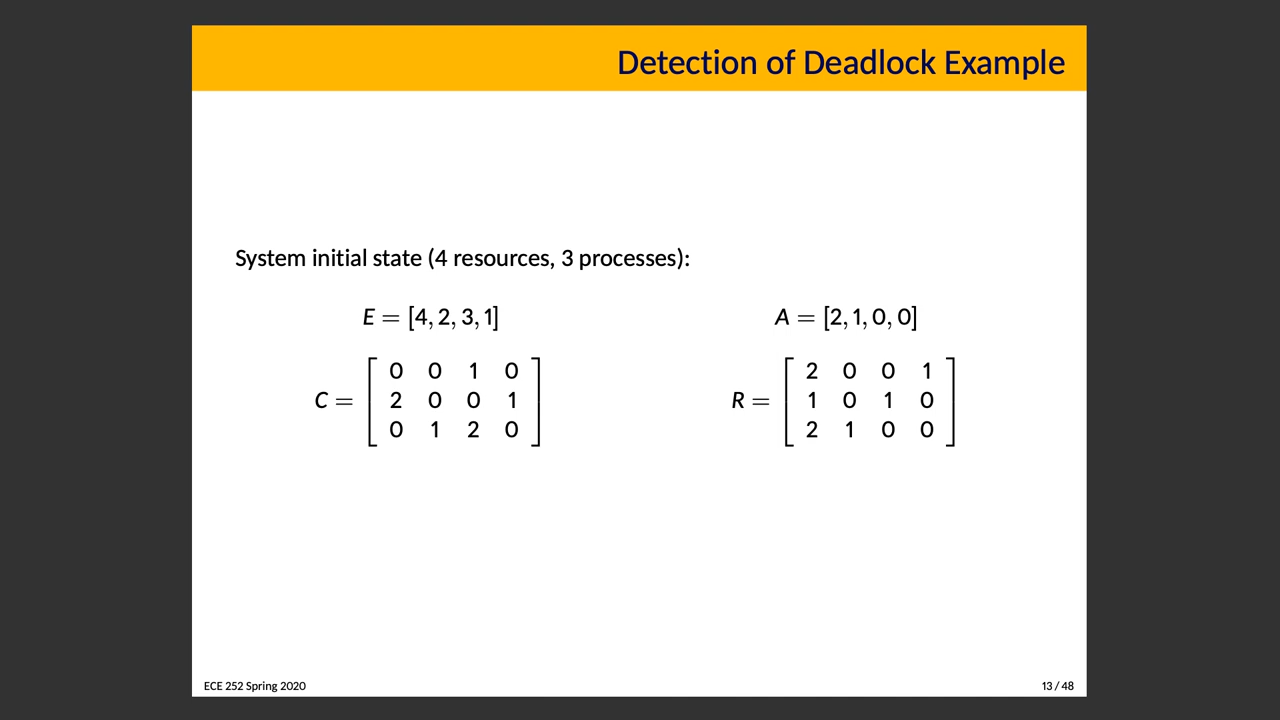 Detection of Deadlock Example
System initial state (4 resources, 3 processes):
E = [4, 2, 3, 1] A = [2, 1, 0, 0]
0 0 1 0 2 0 0 1
C = 2 0 0 1 R = 1 0 1 0
0 1 2 0 2 1 0 0
ECE 252 Spring 2020 13 / 48